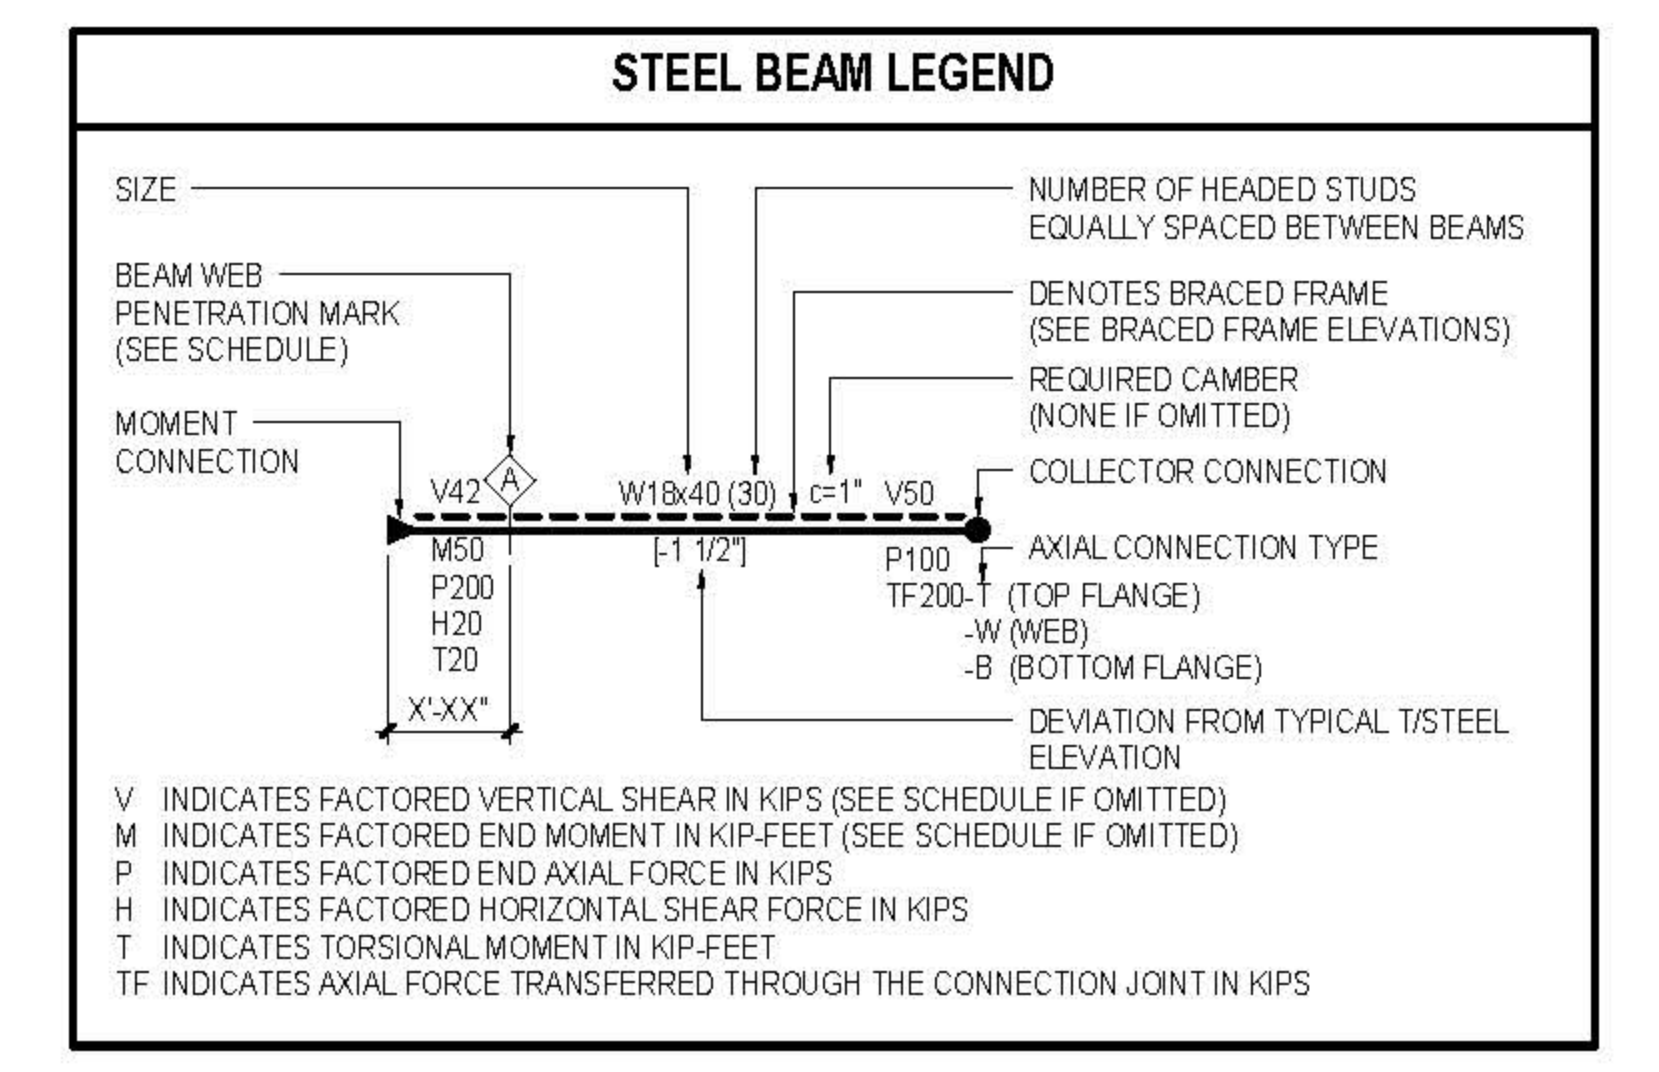 STEEL BEAM LEGEND
SIZE
NUMBER OF HEADED STUDS
EQUALLY SPACED BETWEEN BEAMS
BEAM WEB
PENETRATION MARK
(SEE SCHEDULE)
DENOTES BRACED FRAME
(SEE BRACED FRAME ELEVATIONS)
REQUIRED CAMBER
(NONE IF OMITTED)
MOMENT
CONNECTION
COLLECTOR CONNECTION
V42 A W18x40 (30) c=1" V50
M50
P200
H20
T20
[-1 1/2"]
P100
AXIAL CONNECTION TYPE
TF200-T (TOP FLANGE)
-W (WEB)
-B (BOTTOM FLANGE)
X'-XX"
DEVIATION FROM TYPICAL T/STEEL
ELEVATION
V INDICATES FACTORED VERTICAL SHEAR IN KIPS (SEE SCHEDULE IF OMITTED)
M INDICATES FACTORED END MOMENT IN KIP-FEET (SEE SCHEDULE IF OMITTED)
P INDICATES FACTORED END AXIAL FORCE IN KIPS
H INDICATES FACTORED HORIZONTAL SHEAR FORCE IN KIPS
T INDICATES TORSIONAL MOMENT IN KIP-FEET
TF INDICATES AXIAL FORCE TRANSFERRED THROUGH THE CONNECTION JOINT IN KIPS